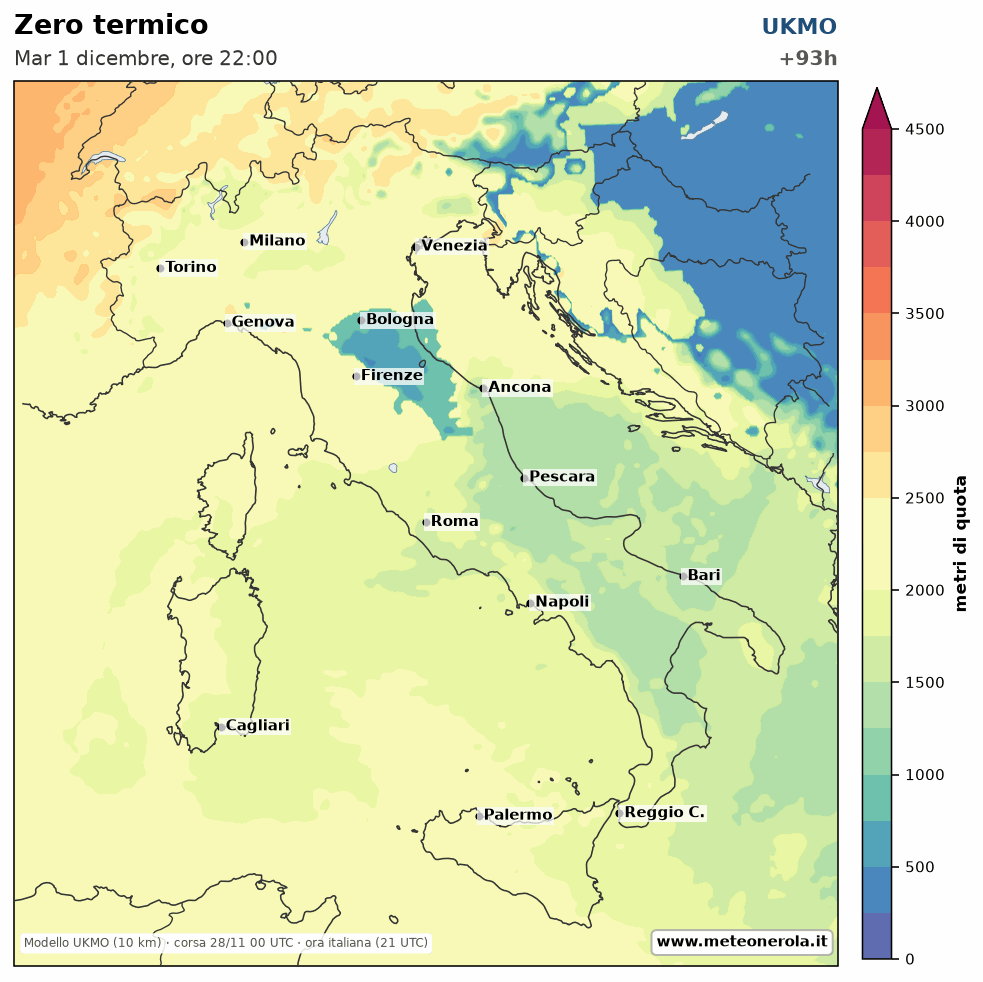 Zero termico
UKMO
Mar 1 dicembre, ore 22:00
+93h
Milano
Venezia
Torino
Genova
Bologna
Firenze
Ancona
Pescara
Roma
Bari
Napoli
Cagliari
Palermo
Reggio C.
4500
4000
3500
3000
2500
2000
1500
1000
500
0
metri di quota
Modello UKMO (10 km) · corsa 28/11 00 UTC · ora italiana (21 UTC)
www.meteonerola.it